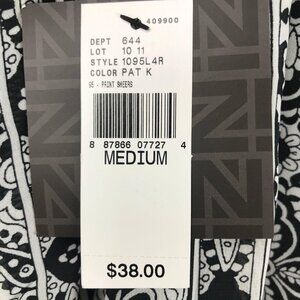 409900
DEPT 644
LOT 10 11
STYLE 1095L4R
COLOR PAT K
95 - PRINT SHEERS
8 87866 07727 4
MEDIUM
$38.00